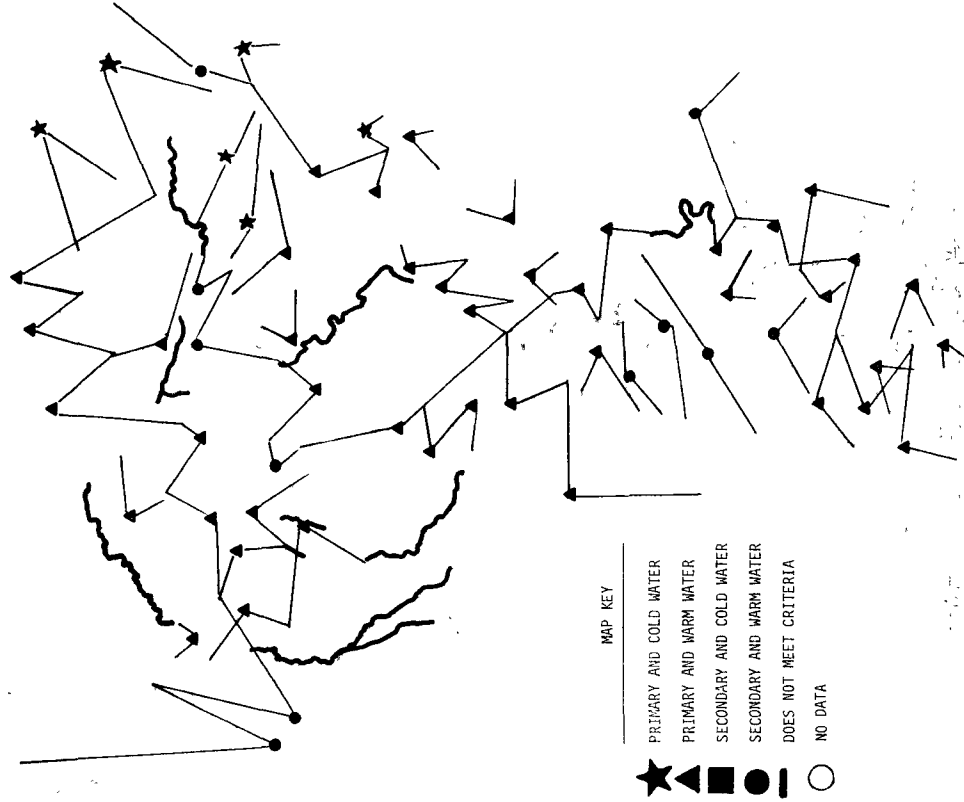 MAP KEY
PRIMARY AND COLD WATER
PRIMARY AND WARM WATER
SECONDARY AND COLD WATER
SECONDARY AND WARM WATER
DOES NOT MEET CRITERIA
NO DATA